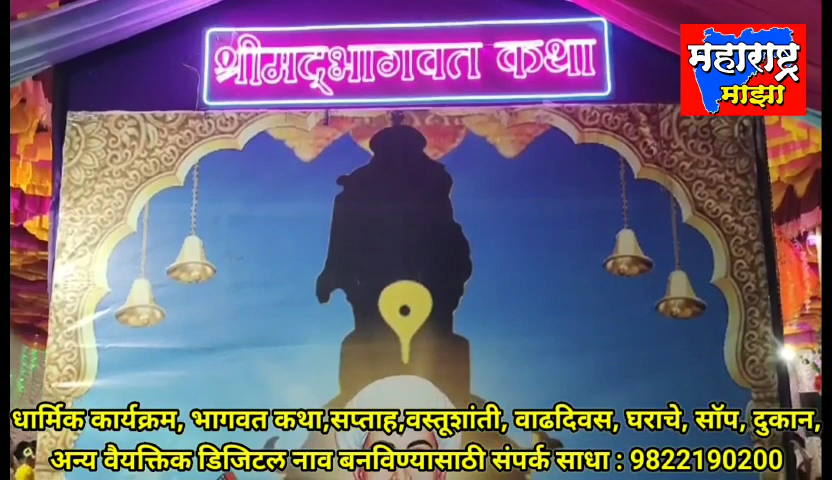 श्रीमद्भागवत कथा
महाराष्ट्र
माझा
धार्मिक कार्यक्रम, भागवत कथा,सप्ताह,वस्तूशांती, वाढदिवस, घराचे, सॉप, दुकान,
अन्य वैयक्तिक डिजिटल नाव बनविण्यासाठी संपर्क साधा : 9822190200